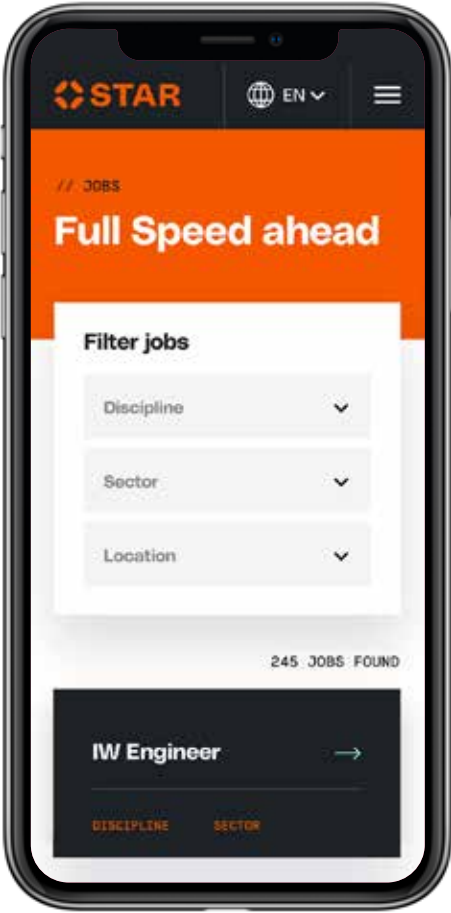 STAR
EN
// JOBS
Full Speed ahead
Filter jobs
Discipline
Sector
Location
245 JOBS FOUND
IW Engineer
DISCIPLINE SECTOR